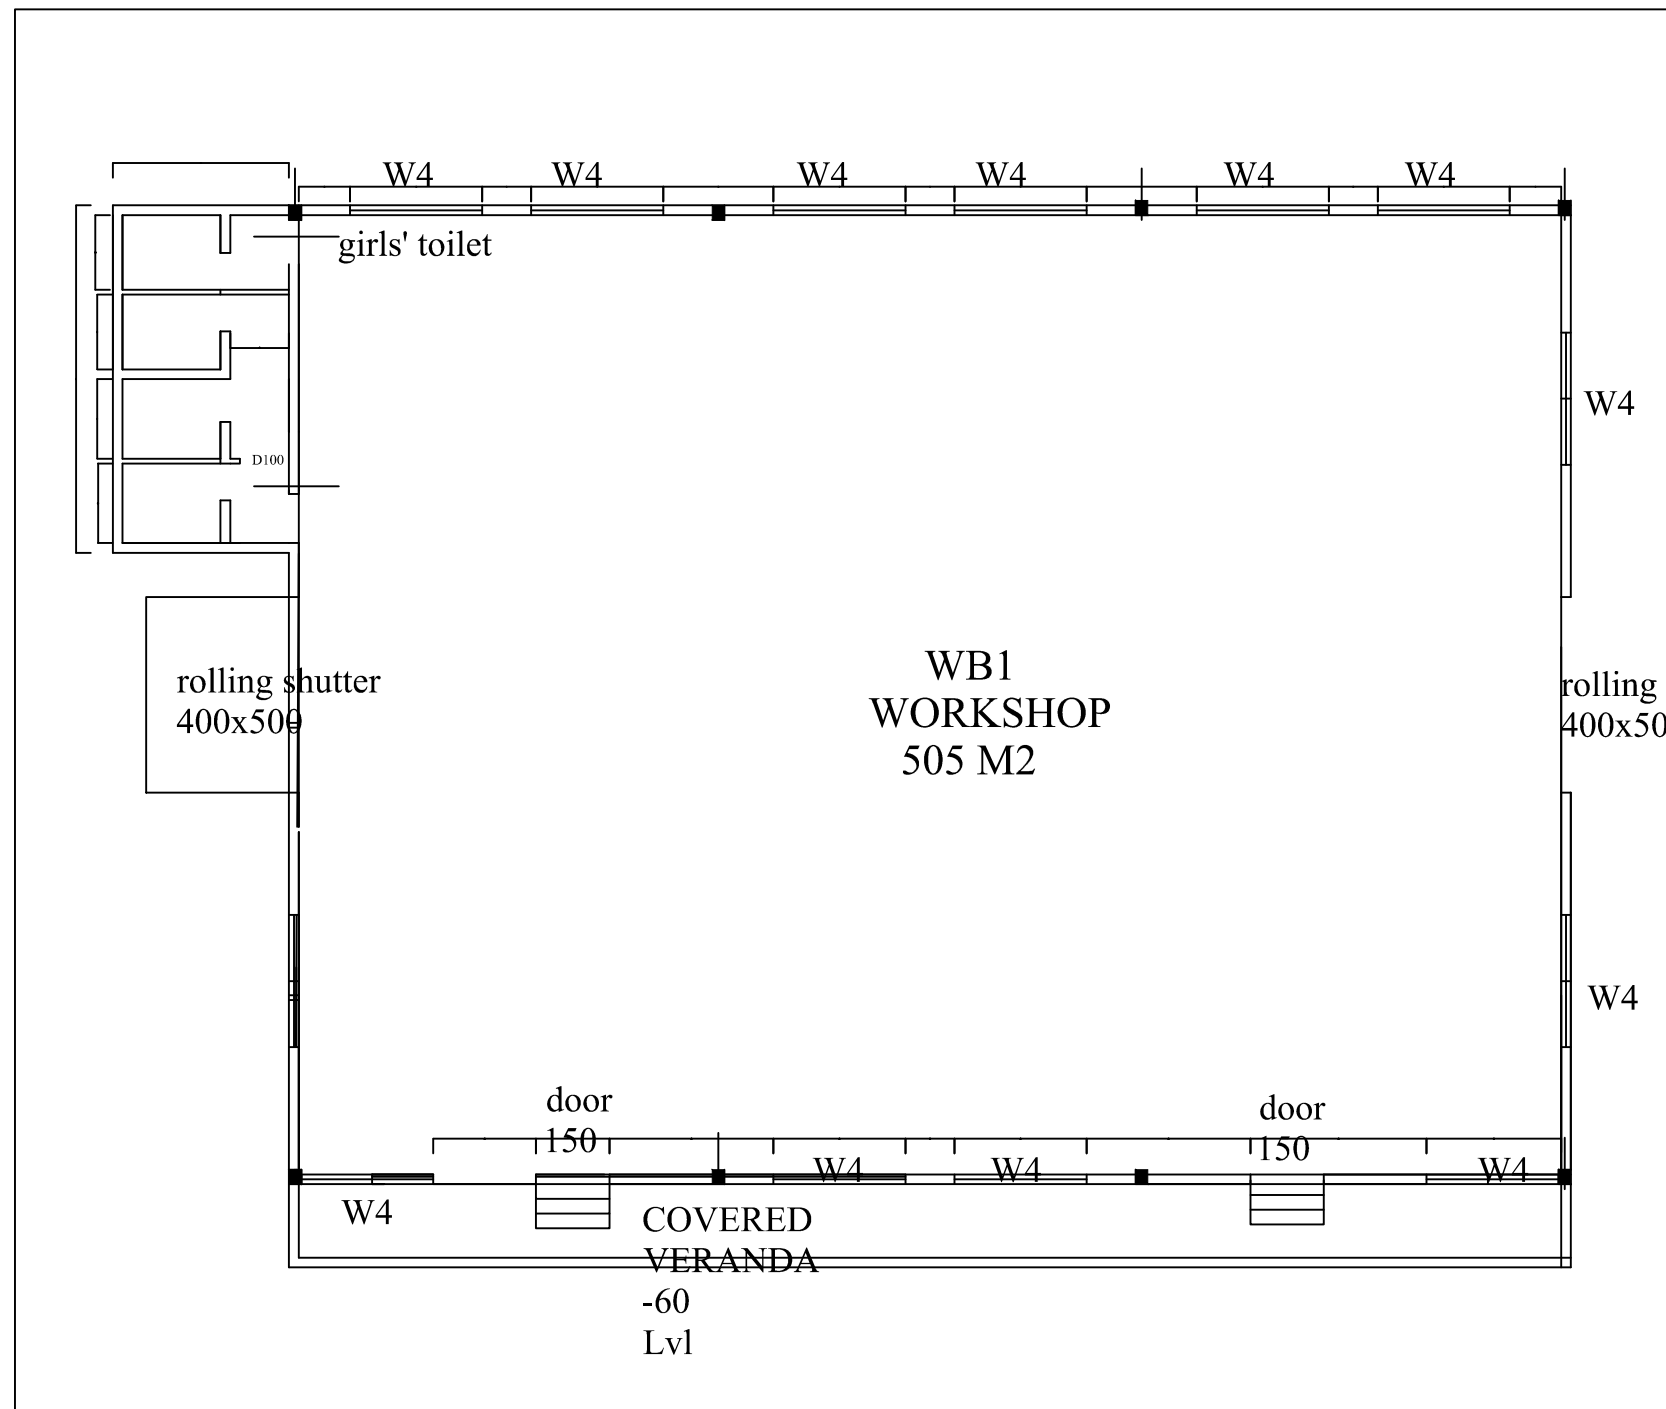 W4
W4
W4
W4
W4
W4
girls' toilet
W4
D100
rolling shutter
400x500
WB1
WORKSHOP
505 M2
rolling
400x50
W4
door
150
door
150
W4
W4
W4
W4
COVERED
VERANDA
-60
Lvl